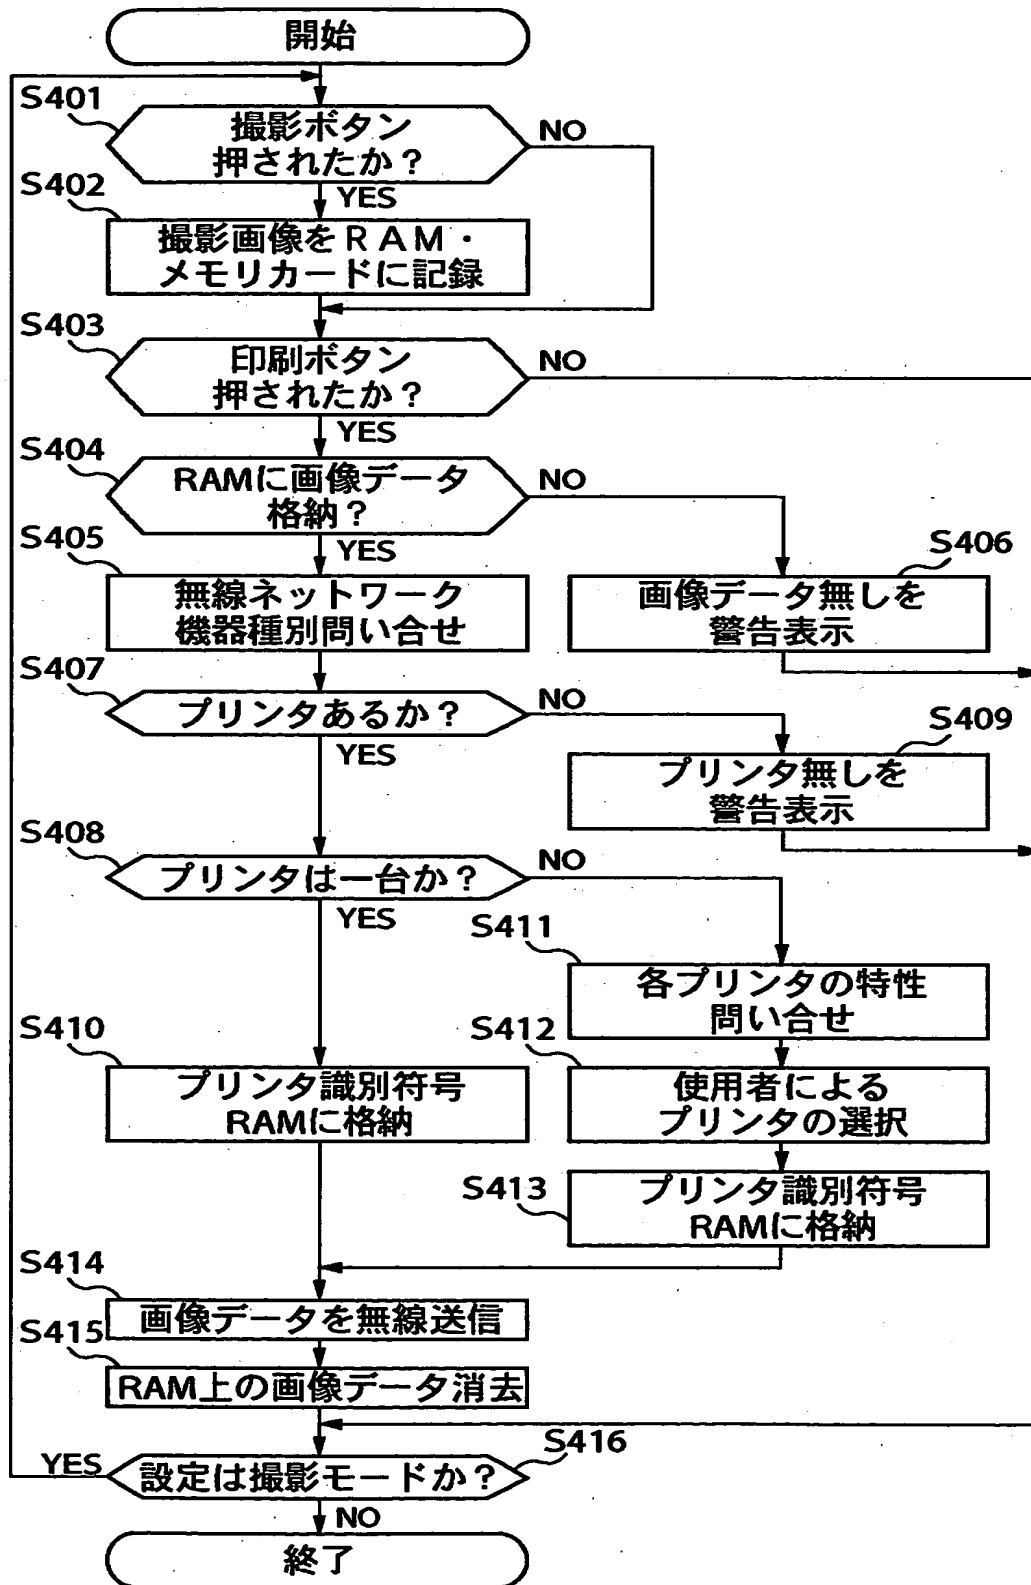 開始
S401
撮影ボタン
押されたか？
NO
YES
S402
撮影画像をＲＡＭ・
メモリカードに記録
S403
印刷ボタン
押されたか？
NO
YES
S404
RAMに画像データ
格納？
NO
YES
S405
無線ネットワーク
機器種別問い合せ
S406
画像データ無しを
警告表示
S407
プリンタあるか？
NO
YES
S409
プリンタ無しを
警告表示
S408
プリンタは一台か？
NO
YES
S411
各プリンタの特性
問い合せ
S410
プリンタ識別符号
RAMに格納
S412
使用者による
プリンタの選択
S413
プリンタ識別符号
RAMに格納
S414
画像データを無線送信
S415
RAM上の画像データ消去
S416
設定は撮影モードか？
YES
NO
終了